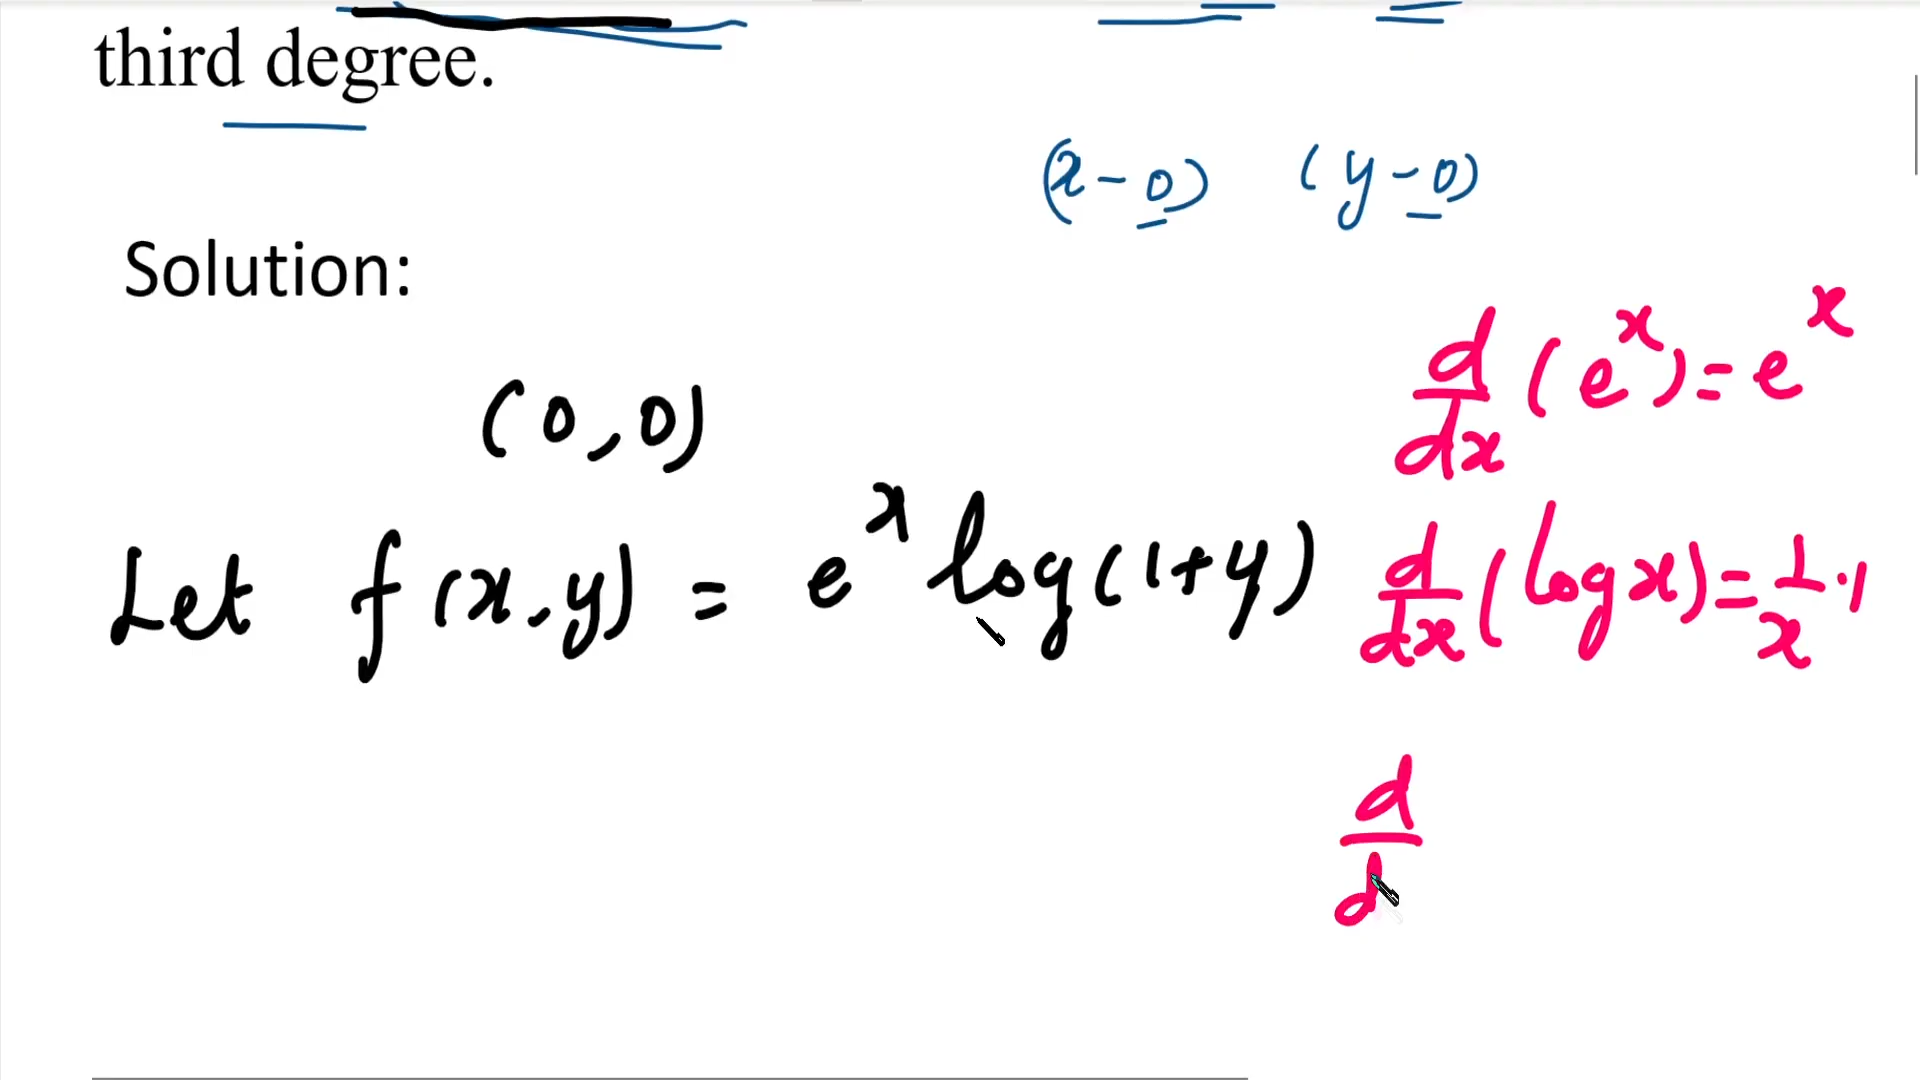 third degree.
(x-0) (y-0)
Solution:
d/dx (e^x) = e^x
(0,0)
Let f(x,y) = e^x log(1+y)
d/dx (log x) = 1/x · 1
d/d